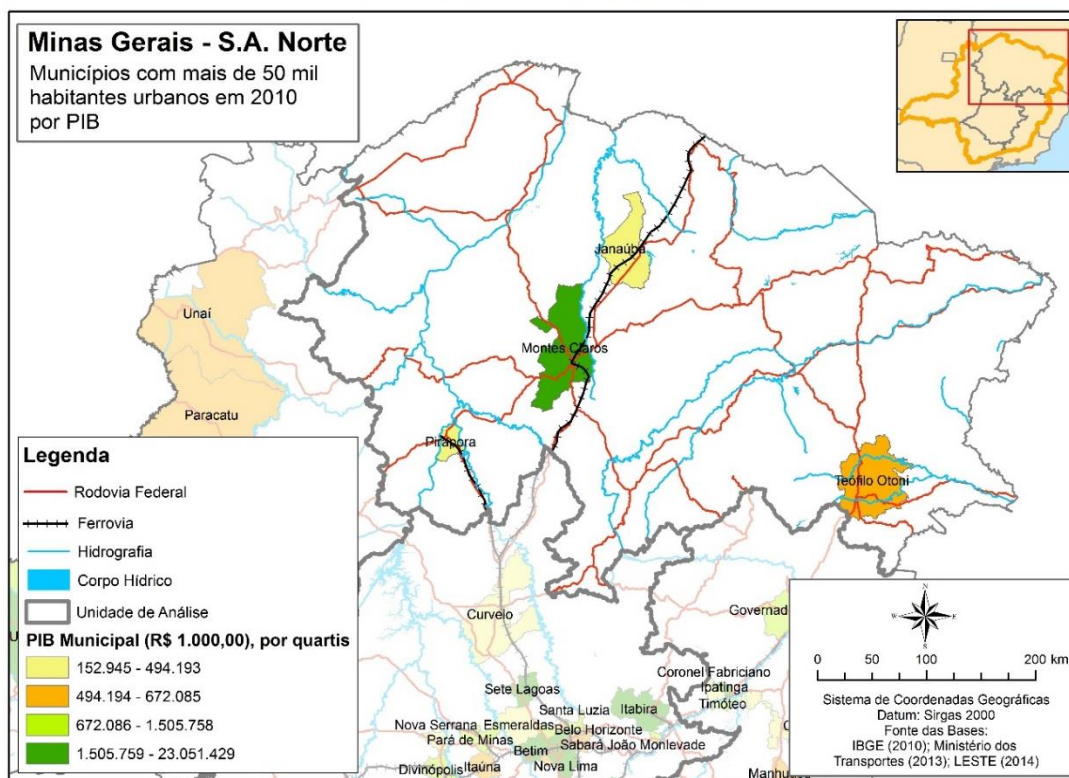 Minas Gerais - S.A. Norte
Municípios com mais de 50 mil
habitantes urbanos em 2010
por PIB
Janaúba
Unaí
Montes Claros
Paracatu
Pirapora
Teófilo Otoni
Legenda
Rodovia Federal
Ferrovia
Hidrografia
Corpo Hídrico
Unidade de Análise
PIB Municipal (R$ 1.000,00), por quartis
152.945 - 494.193
494.194 - 672.085
672.086 - 1.505.758
1.505.759 - 23.051.429
Curvelo
Governad
Coronel Fabriciano
Ipatinga
Timóteo
Sete Lagoas
Santa Luzia
Itabira
Nova Serrana
Esmeraldas
Belo Horizonte
Pará de Minas
Betim
Sabará
João Monlevade
Divinópolis
Itaúna
Nova Lima
Manhua
N
W
E
S
0 50 100 200 km
Sistema de Coordenadas Geográficas
Datum: Sirgas 2000
Fonte das Bases:
IBGE (2010); Ministério dos
Transportes (2013); LESTE (2014)